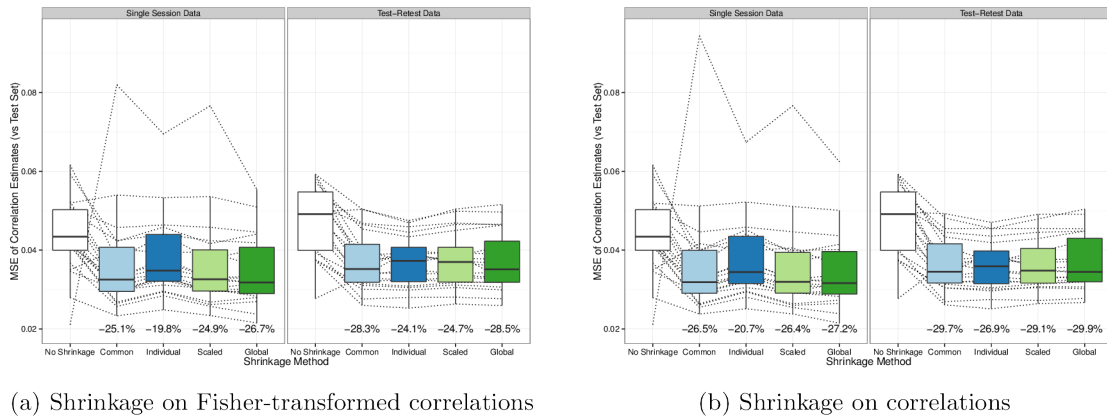 Single Session Data
Test-Retest Data
MSE of Correlation Estimates (vs Test Set)
0.08
0.06
0.04
0.02
−25.1%
−19.8%
−24.9%
−26.7%
−28.3%
−24.1%
−24.7%
−28.5%
No Shrinkage Common Individual Scaled Global
No Shrinkage Common Individual Scaled Global
Shrinkage Method
(a) Shrinkage on Fisher-transformed correlations
Single Session Data
Test-Retest Data
MSE of Correlation Estimates (vs Test Set)
0.08
0.06
0.04
0.02
−26.5%
−20.7%
−26.4%
−27.2%
−29.7%
−26.9%
−29.1%
−29.9%
No Shrinkage Common Individual Scaled Global
No Shrinkage Common Individual Scaled Global
Shrinkage Method
(b) Shrinkage on correlations